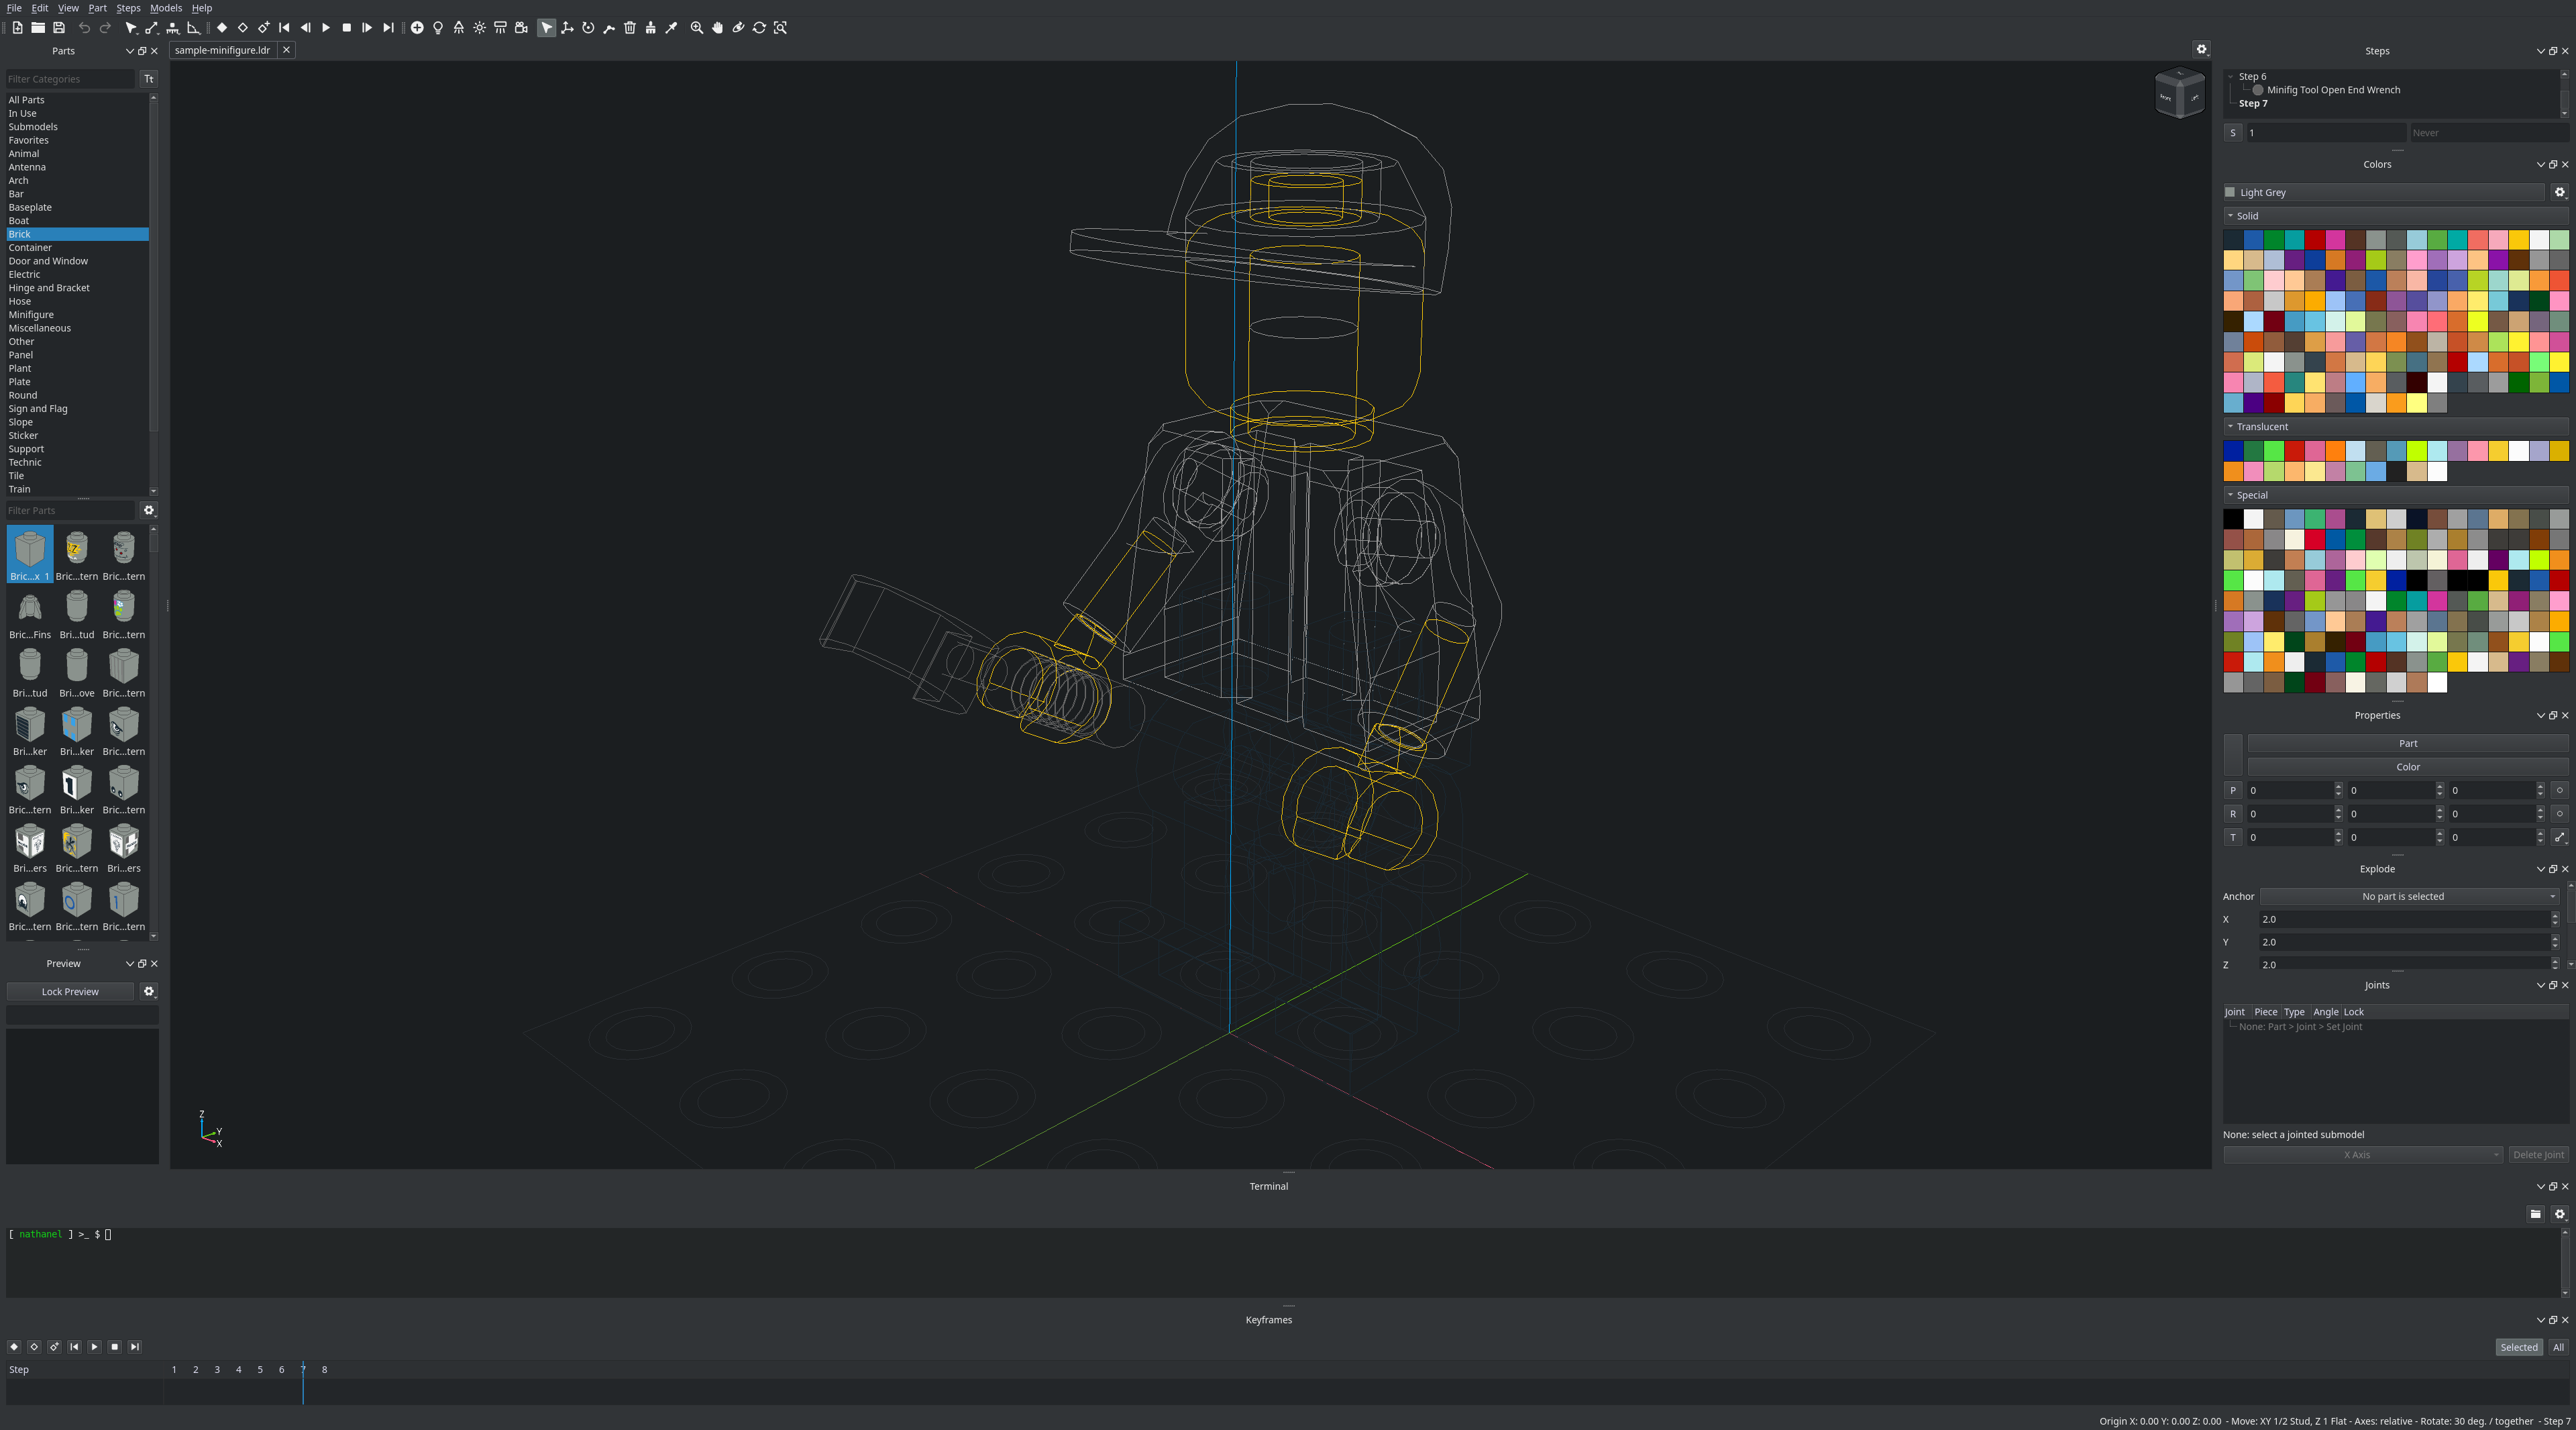 File Edit View Part Steps Models Help
Parts
sample-minifigure.ldr
Steps
Filter Categories
Tt
All Parts
In Use
Submodels
Favorites
Animal
Antenna
Arch
Bar
Baseplate
Boat
Brick
Container
Door and Window
Electric
Hinge and Bracket
Hose
Minifigure
Miscellaneous
Other
Panel
Plant
Plate
Round
Sign and Flag
Slope
Sticker
Support
Technic
Tile
Train
Filter Parts
Bric...x 1 Bric...tern Bric...tern
Bric...Fins Bri...tud Bric...tern
Bri...tud Bri...ove Bric...tern
Bri...ker Bri...ker Bric...tern
Bric...tern Bri...ker Bric...tern
Bri...ers Bric...tern Bri...ers
Bric...tern Bric...tern Bric...tern
Preview
Lock Preview
Z
Y
X
Step 6
Minifig Tool Open End Wrench
Step 7
S 1 Never
Colors
Light Grey
Solid
Translucent
Special
Properties
Part
Color
P 0 0 0
R 0 0 0
T 0 0 0
Explode
Anchor No part is selected
X 2.0
Y 2.0
Z 2.0
Joints
Joint Piece Type Angle Lock
None: Part > Joint > Set Joint
None: select a jointed submodel
X Axis Delete Joint
Terminal
[ nathanel ] >_ $
Keyframes
Selected All
Step 1 2 3 4 5 6 7 8
Origin X: 0.00 Y: 0.00 Z: 0.00 - Move: XY 1/2 Stud, Z 1 Flat - Axes: relative - Rotate: 30 deg. / together - Step 7